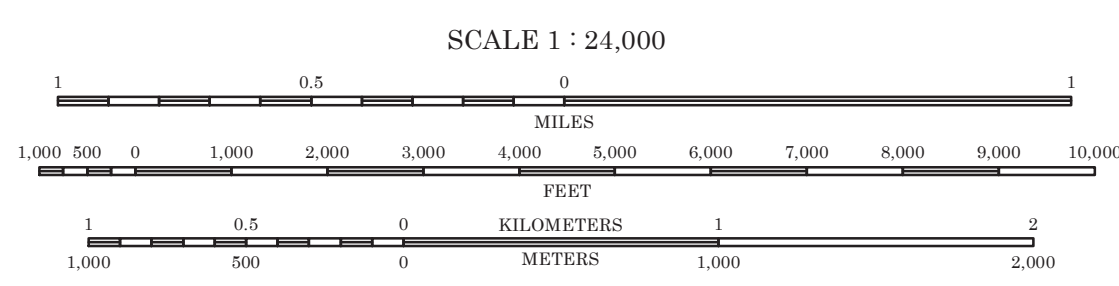 SCALE 1 : 24,000
1 0.5 0 1
MILES
1,000 500 0 1,000 2,000 3,000 4,000 5,000 6,000 7,000 8,000 9,000 10,000
FEET
1 0.5 0 KILOMETERS 1 2
1,000 500 0 METERS 1,000 2,000